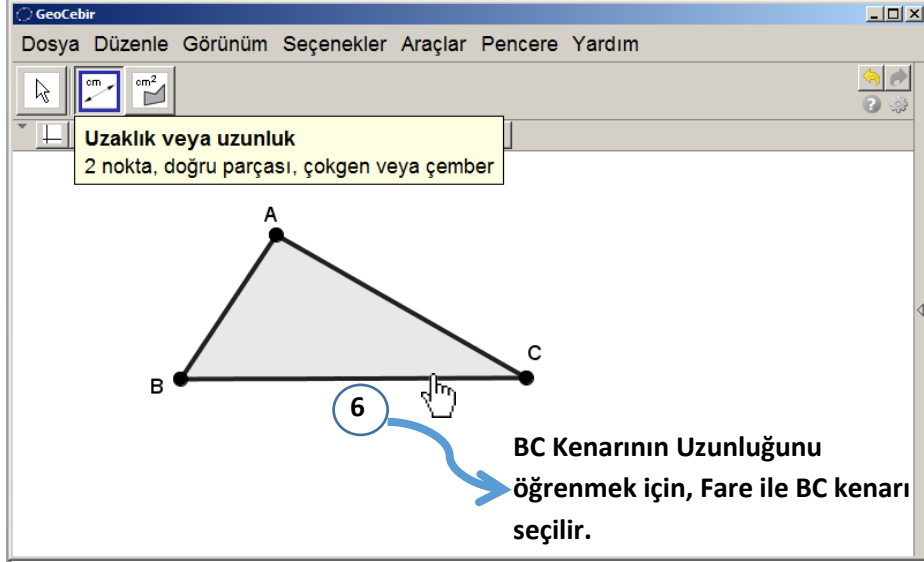 GeoCebir
Dosya Düzenle Görünüm Seçenekler Araçlar Pencere Yardım
cm
cm²
Uzaklık veya uzunluk
2 nokta, doğru parçası, çokgen veya çember
A
B
C
6
BC Kenarının Uzunluğunu
öğrenmek için, Fare ile BC kenarı
seçilir.